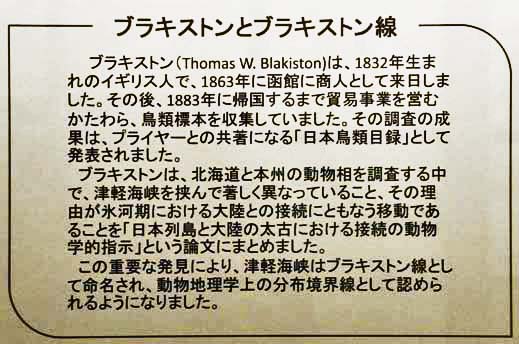 ブラキストンとブラキストン線
ブラキストン(Thomas W. Blakiston)は、1832年生ま
れのイギリス人で、1863年に函館に商人として来日しま
した。その後、1883年に帰国するまで貿易事業を営む
かたわら、鳥類標本を収集していました。その調査の成
果は、プライヤーとの共著になる「日本鳥類目録」として
発表されました。
ブラキストンは、北海道と本州の動物相を調査する中
で、津軽海峡を挟んで著しく異なっていること、その理
由が氷河期における大陸との接続にともなう移動であ
ることを「日本列島と大陸の太古における接続の動物
学的指示」という論文にまとめました。
この重要な発見により、津軽海峡はブラキストン線とし
て命名され、動物地理学上の分布境界線として認めら
れるようになりました。